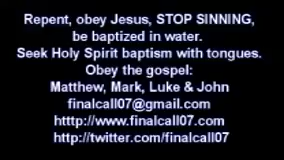 Repent, obey Jesus, STOP SINNING,
be baptized in water.
Seek Holy Spirit baptism with tongues.
Obey the gospel:
Matthew, Mark, Luke & John
finalcall07@gmail.com
htttp://www.finalcall07.com
http://twitter.com/finalcall07